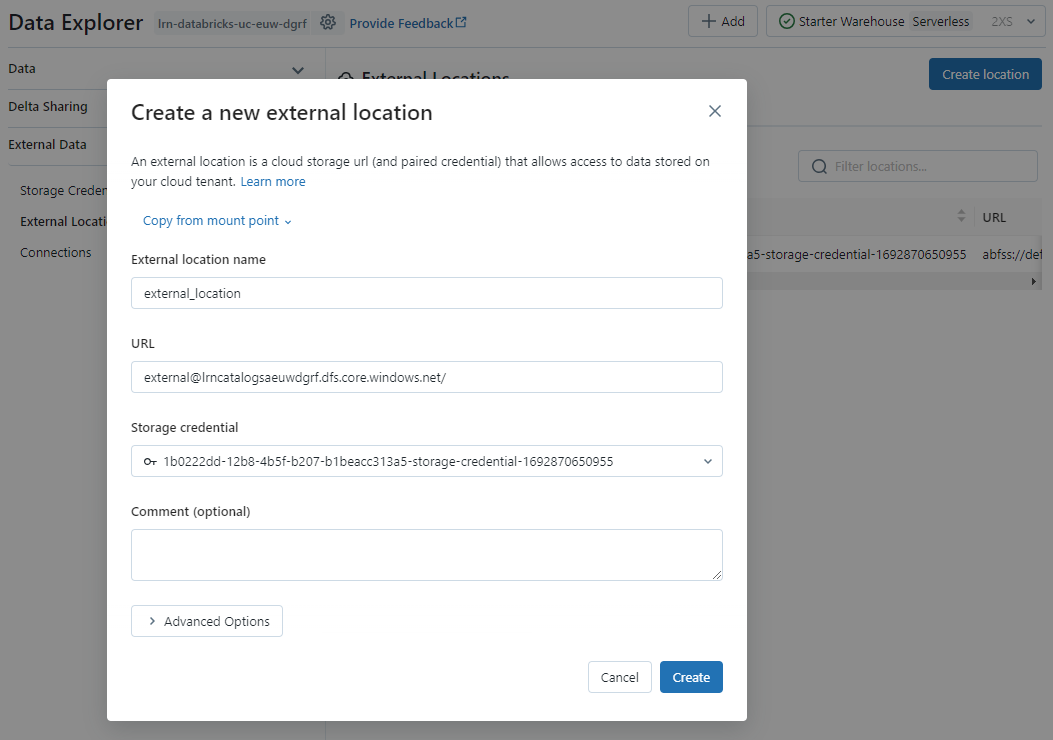 Data Explorer lrn-databricks-uc-euw-dgrf Provide Feedback + Add Starter Warehouse Serverless 2XS
Data
Delta Sharing
External Data
Storage
External
Connections
External Locations
Create location
Filter locations...
URL
a5-storage-credential-1692870650955 abfss://def
Create a new external location
An external location is a cloud storage url (and paired credential) that allows access to data stored on
your cloud tenant. Learn more
Copy from mount point
External location name
external_location
URL
external@lrncatalogsaeuwdgrf.dfs.core.windows.net/
Storage credential
1b0222dd-12b8-4b5f-b207-b1beacc313a5-storage-credential-1692870650955
Comment (optional)
Advanced Options
Cancel Create